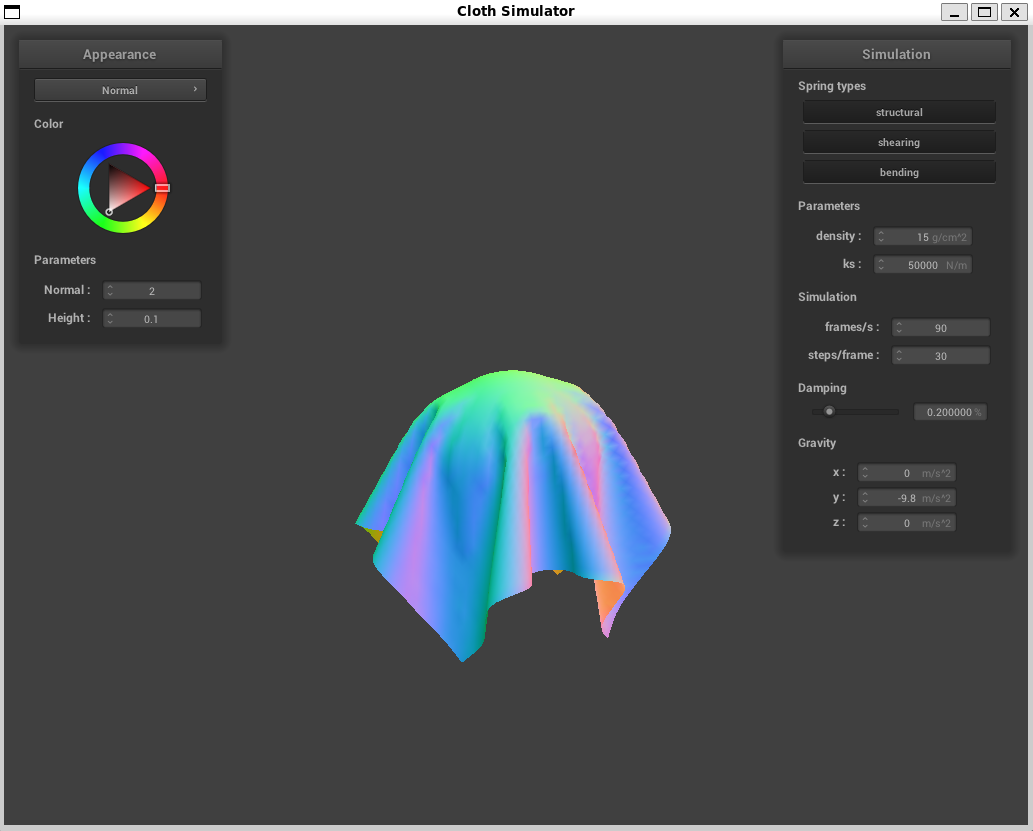 Cloth Simulator
Appearance
Normal
Color
Parameters
Normal : 2
Height : 0.1
Simulation
Spring types
structural
shearing
bending
Parameters
density : 15 g/cm^2
ks : 50000 N/m
Simulation
frames/s : 90
steps/frame : 30
Damping
0.200000 %
Gravity
x : 0 m/s^2
y : -9.8 m/s^2
z : 0 m/s^2